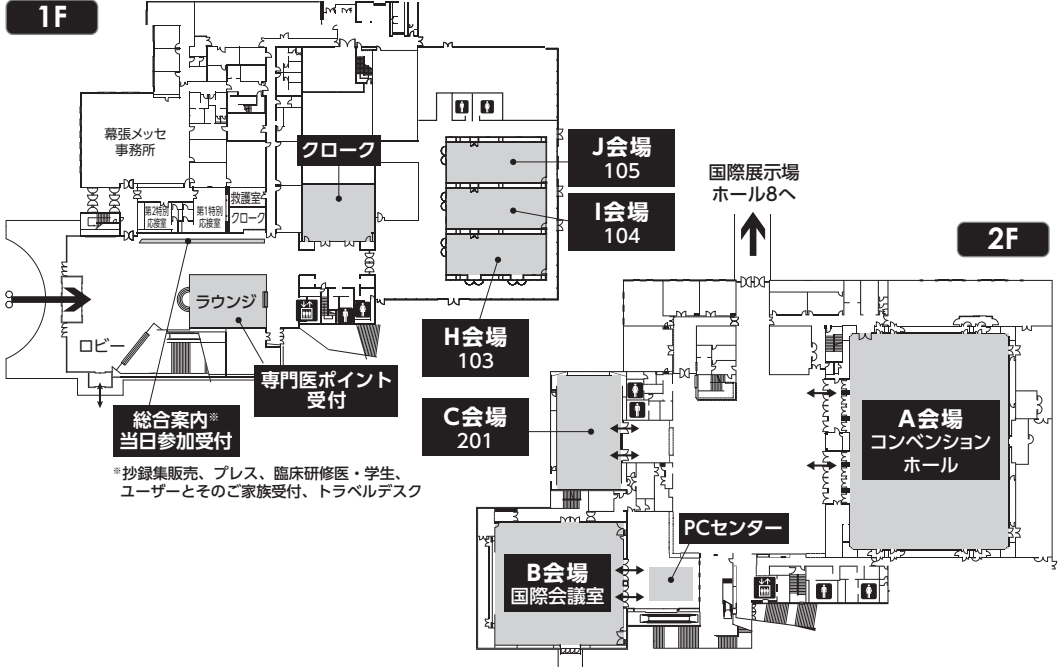 1F
幕張メッセ
事務所
クローク
救護室
クローク
第2特別
応接室
第1特別
応接室
ラウンジ
ロビー
J会場
105
I会場
104
H会場
103
専門医ポイント
受付
総合案内※
当日参加受付
※抄録集販売、プレス、臨床研修医・学生、
ユーザーとそのご家族受付、トラベルデスク
国際展示場
ホール8へ
2F
C会場
201
A会場
コンベンション
ホール
PCセンター
B会場
国際会議室